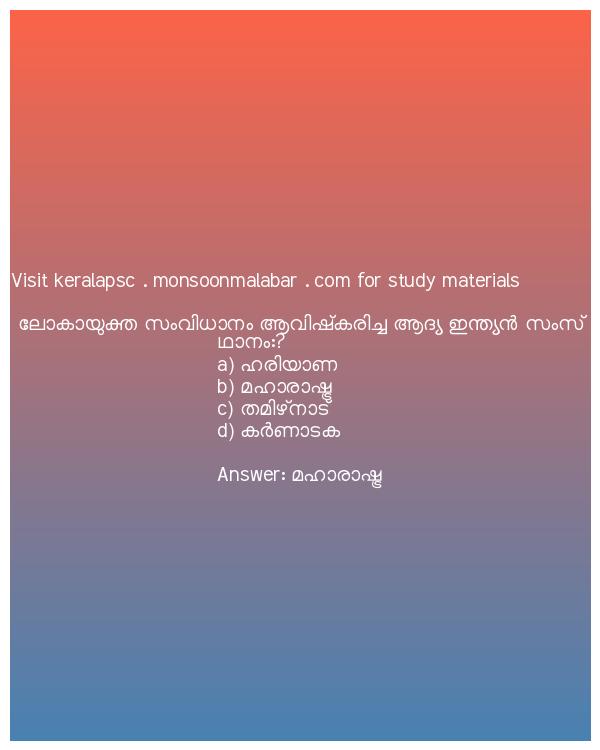 Visit keralapsc . monsoonmalabar . com for study materials
ലോകായുക്ത സംവിധാനം ആവിഷ്കരിച്ച ആദ്യ ഇന്ത്യൻ സംസ്
ഥാനം:?
a) ഹരിയാണ
b) മഹാരാഷ്ട്ര
c) തമിഴ്നാട്
d) കർണാടക
Answer: മഹാരാഷ്ട്ര